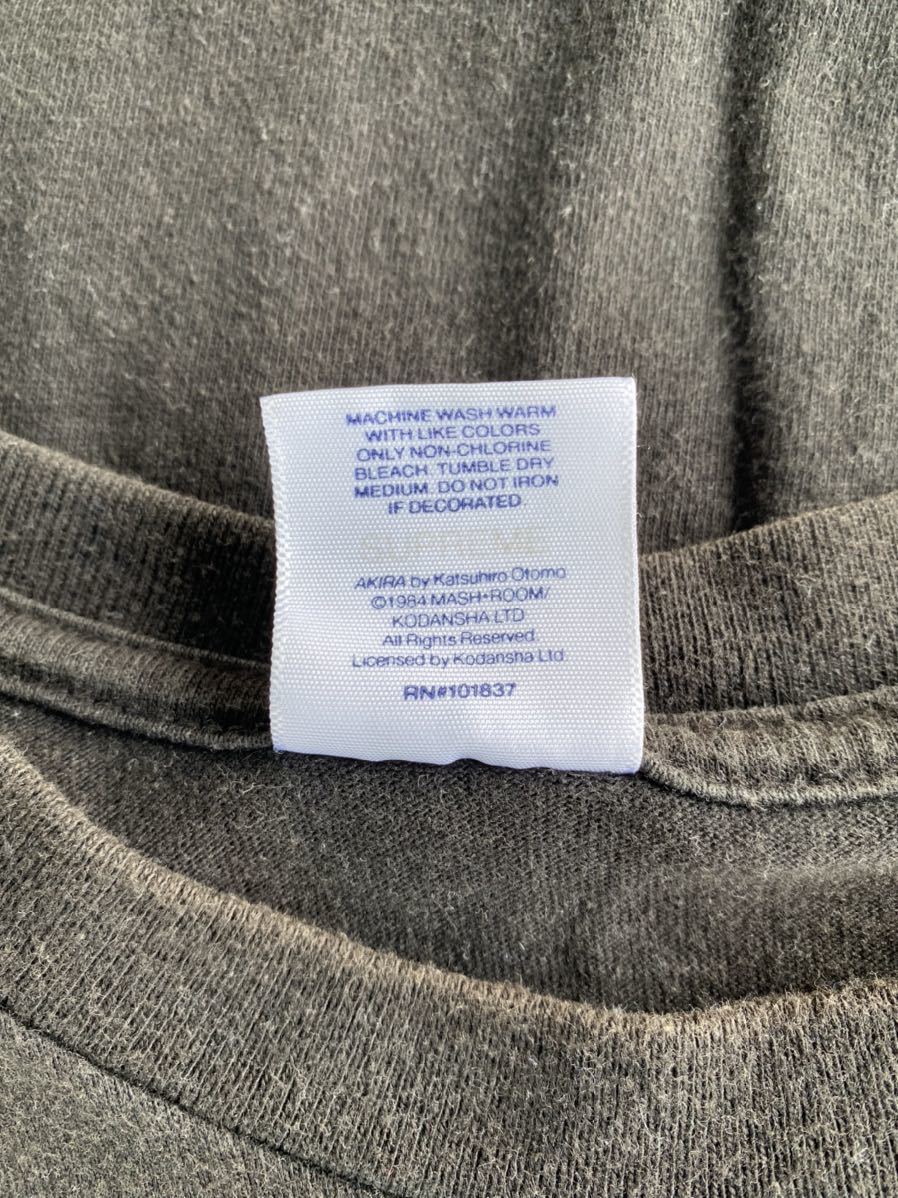 MACHINE WASH WARM
WITH LIKE COLORS
ONLY NON-CHLORINE
BLEACH. TUMBLE DRY
MEDIUM. DO NOT IRON
IF DECORATED.
SUPREME
AKIRA by Katsuhiro Otomo
©1984 MASH•ROOM/
KODANSHA LTD
All Rights Reserved
Licensed by Kodansha Ltd
RN#101837